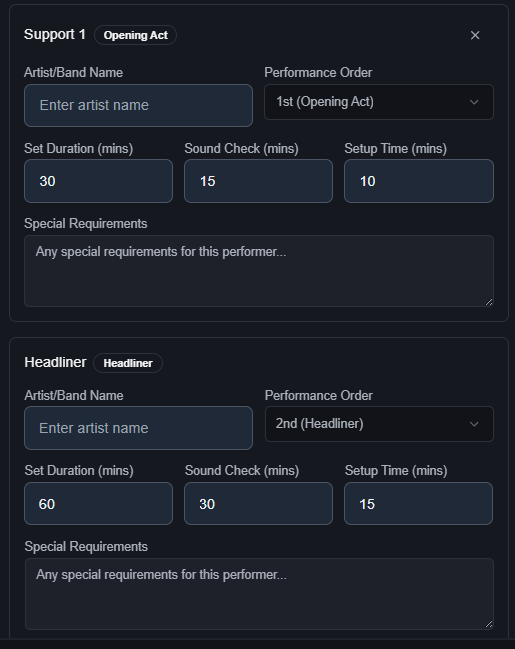 Support 1 Opening Act
Artist/Band Name Performance Order
Enter artist name 1st (Opening Act)
Set Duration (mins) Sound Check (mins) Setup Time (mins)
30 15 10
Special Requirements
Any special requirements for this performer...
Headliner Headliner
Artist/Band Name Performance Order
Enter artist name 2nd (Headliner)
Set Duration (mins) Sound Check (mins) Setup Time (mins)
60 30 15
Special Requirements
Any special requirements for this performer...